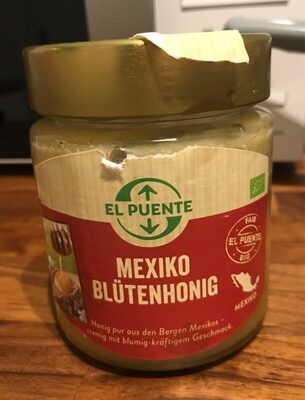 EL PUENTE
FAIR
EL PUENTE
BIO
MEXIKO
BLÜTENHONIG
MEXIKO
Honig pur aus den Bergen Mexikos -
cremig mit blumig-kräftigem Geschmack.